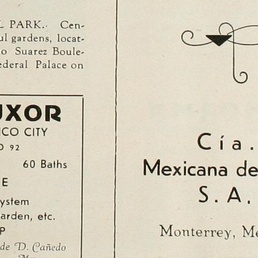 L PARK. Cen-
ul gardens, locat-
o Suarez Boule-
ederal Palace on
UXOR
CO CITY
O 92
60 Baths
E
ystem
arden, etc.
P
de D. Cañedo
Cía.
Mexicana de
S. A.
Monterrey, Me